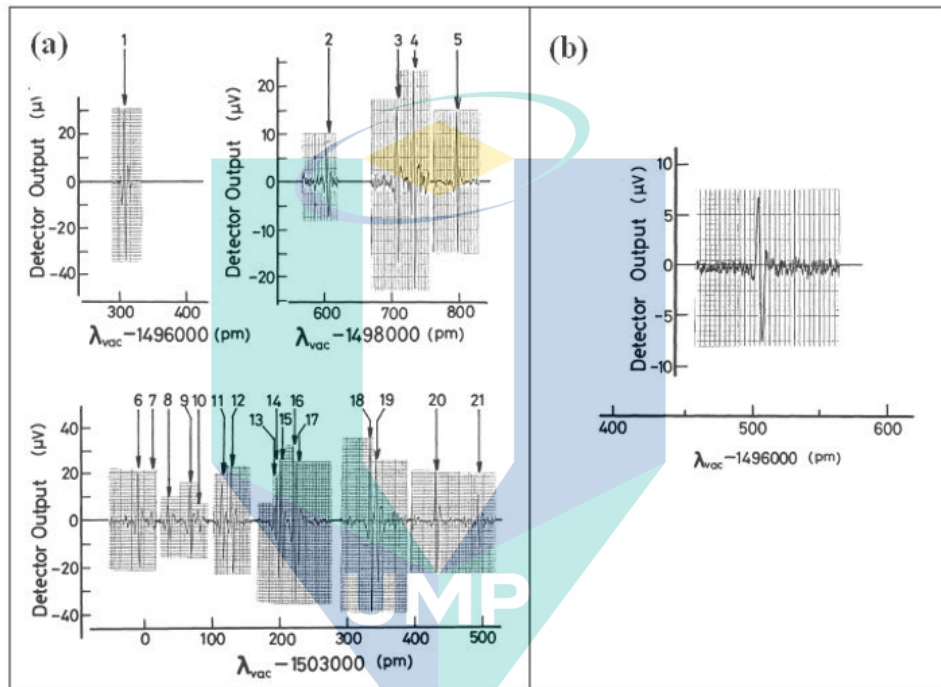 (a)
1
Detector Output (μV
20
0
-20
-40
300 400
λvac-1496000 (pm)
2 3 4 5
Detector Output (μV)
20
10
0
-10
-20
600 700 800
λvac-1498000 (pm)
6 7 8 9 10 11 12 13 14 15 16 17 18 19 20 21
Detector Output (μV)
40
20
0
-20
-40
0 100 200 300 400 500
λvac-1503000 (pm)
UMP
(b)
Detector Output (μV)
10
5
0
-5
-10
400 500 600
λvac-1496000 (pm)